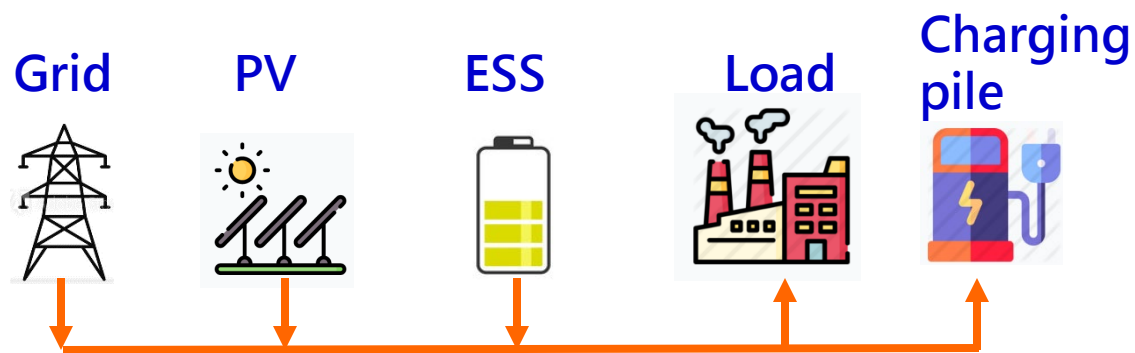 Grid
PV
ESS
Load
Charging
pile